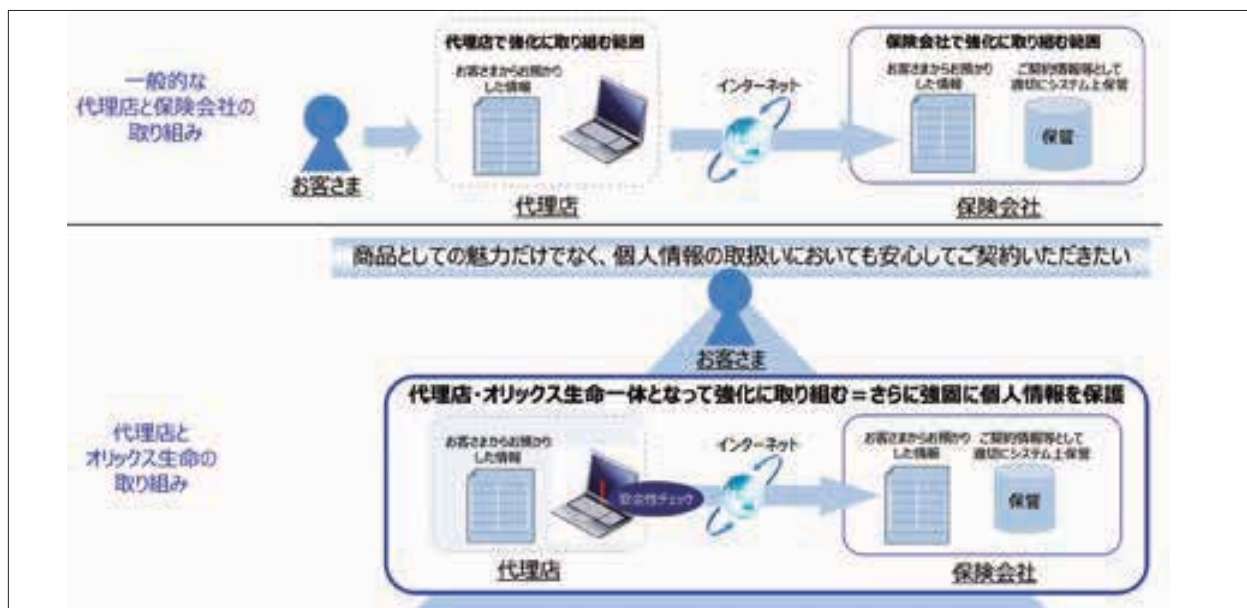 一般的な
代理店と保険会社の
取り組み
お客さま
代理店で強化に取り組む範囲
お客さまからお預かり
した情報
代理店
インターネット
保険会社で強化に取り組む範囲
お客さまからお預かり
した情報
ご契約情報等として
適切にシステム上保管
保管
保険会社
商品としての魅力だけでなく、個人情報の取扱いにおいても安心してご契約いただきたい
お客さま
代理店と
オリックス生命の
取り組み
代理店・オリックス生命一体となって強化に取り組む=さらに強固に個人情報を保護
お客さまからお預かり
した情報
安全性チェック
代理店
インターネット
お客さまからお預かり
した情報
ご契約情報等として
適切にシステム上保管
保管
保険会社